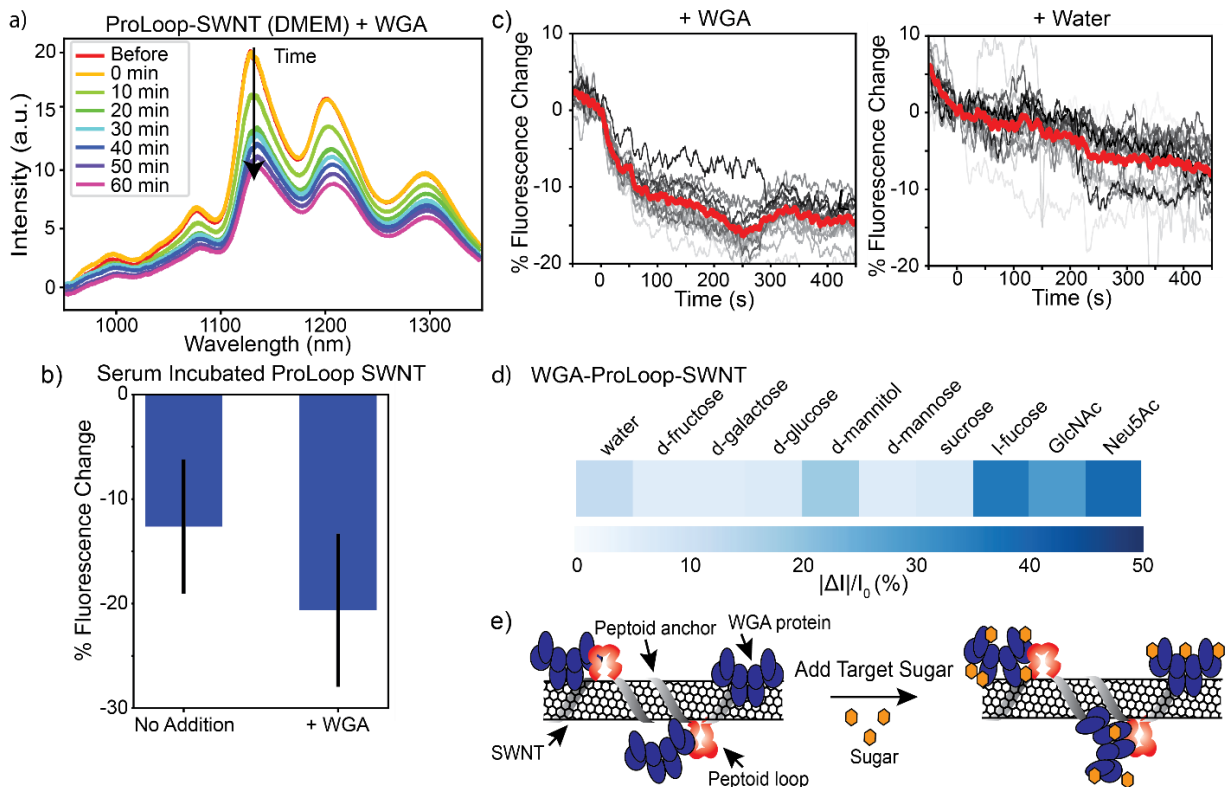 a)
ProLoop-SWNT (DMEM) + WGA
Intensity (a.u.)
20
15
10
5
0
Before
0 min
10 min
20 min
30 min
40 min
50 min
60 min
Time
1000 1100 1200 1300
Wavelength (nm)
b)
Serum Incubated ProLoop SWNT
% Fluorescence Change
0
-10
-20
-30
No Addition + WGA
c)
+ WGA
% Fluorescence Change
0
-10
-20
0 100 200 300 400
Time (s)
+ Water
% Fluorescence Change
10
0
-10
-20
0 100 200 300 400
Time (s)
d)
WGA-ProLoop-SWNT
water d-fructose d-galactose d-glucose d-mannitol d-mannose sucrose l-fucose GlcNAc Neu5Ac
0 10 20 30 40 50
|ΔI|/I₀ (%)
e)
Peptoid anchor
WGA protein
SWNT
Peptoid loop
Add Target Sugar
Sugar